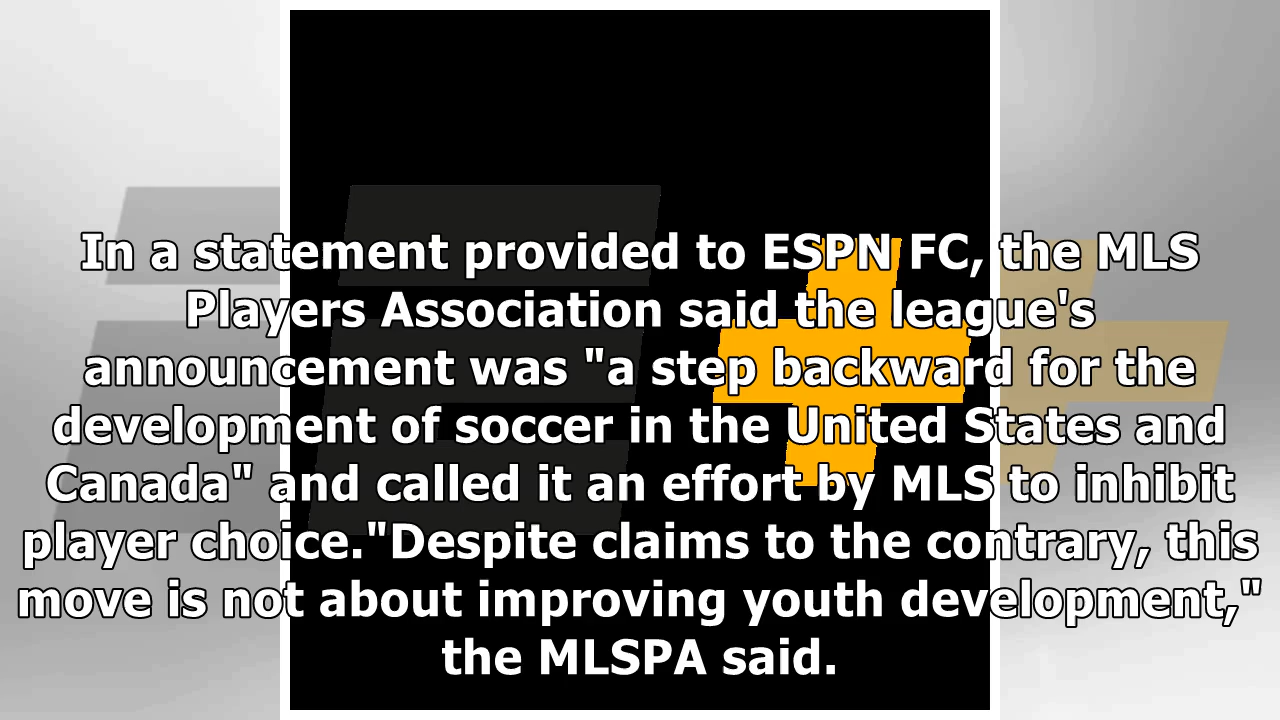 In a statement provided to ESPN FC, the MLS
Players Association said the league's
announcement was "a step backward for the
development of soccer in the United States and
Canada" and called it an effort by MLS to inhibit
player choice."Despite claims to the contrary, this
move is not about improving youth development,"
the MLSPA said.